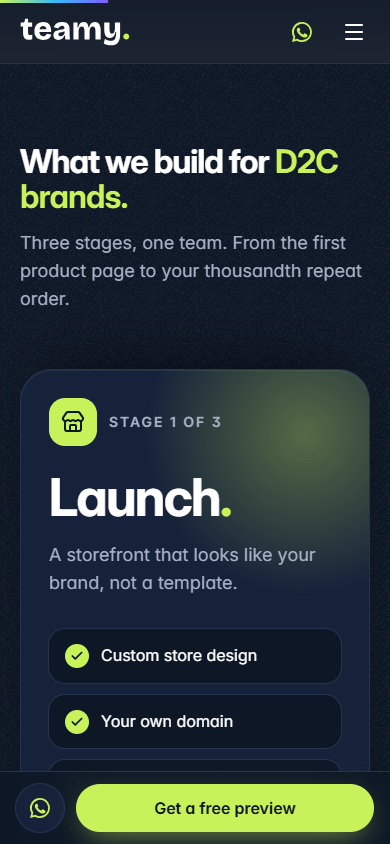 teamy.
What we build for D2C
brands.
Three stages, one team. From the first
product page to your thousandth repeat
order.
STAGE 1 OF 3
Launch.
A storefront that looks like your
brand, not a template.
Custom store design
Your own domain
Get a free preview